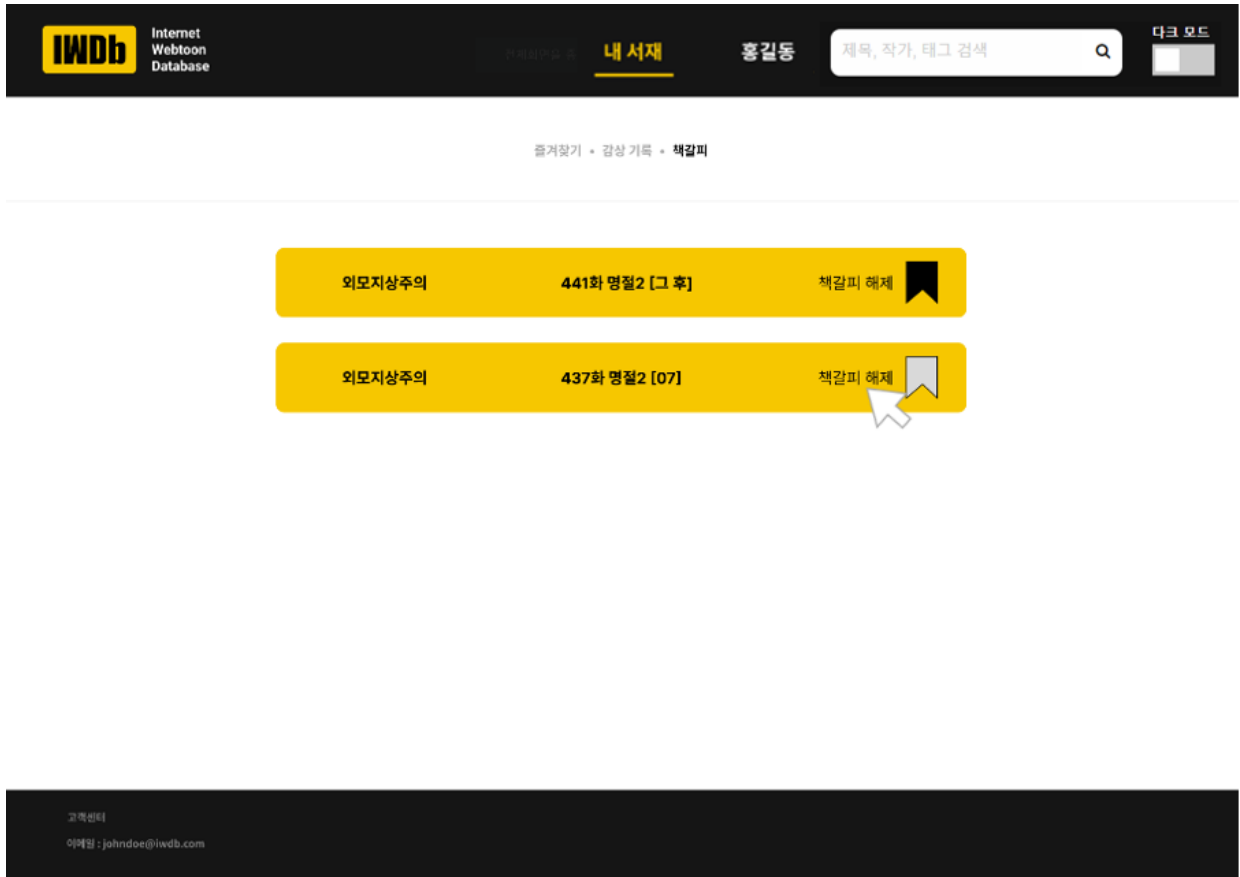 IWDb
Internet
Webtoon
Database
내 서재
홍길동
제목, 작가, 태그 검색
다크 모드
즐겨찾기 • 감상 기록 • 책갈피
외모지상주의 441화 명절2 [그 후] 책갈피 해제
외모지상주의 437화 명절2 [07] 책갈피 해제
고객센터
이메일 : johndoe@iwdb.com